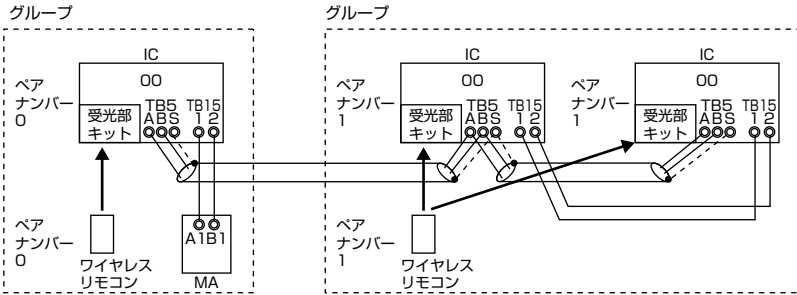 グループ
IC
00
ペア
ナンバー
0
受光部
キット
TB5
ABS
TB15
1 2
ペア
ナンバー
0
ワイヤレス
リモコン
A1B1
MA
グループ
IC
00
ペア
ナンバー
1
受光部
キット
TB5
ABS
TB15
1 2
IC
00
ペア
ナンバー
1
受光部
キット
TB5
ABS
TB15
1 2
ペア
ナンバー
1
ワイヤレス
リモコン